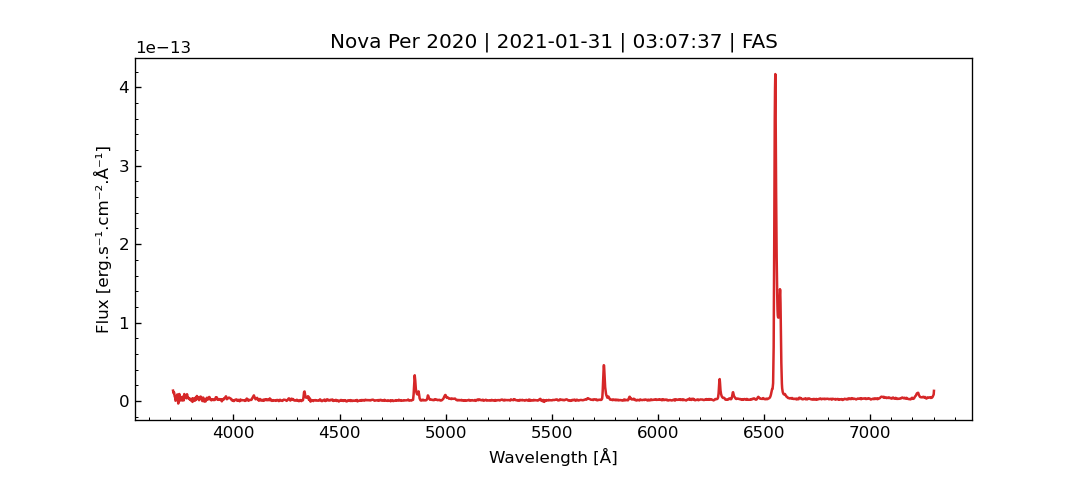 Nova Per 2020 | 2021-01-31 | 03:07:37 | FAS
1e−13
4
3
2
1
0
Flux [erg.s⁻¹.cm⁻².Å⁻¹]
4000 4500 5000 5500 6000 6500 7000
Wavelength [Å]